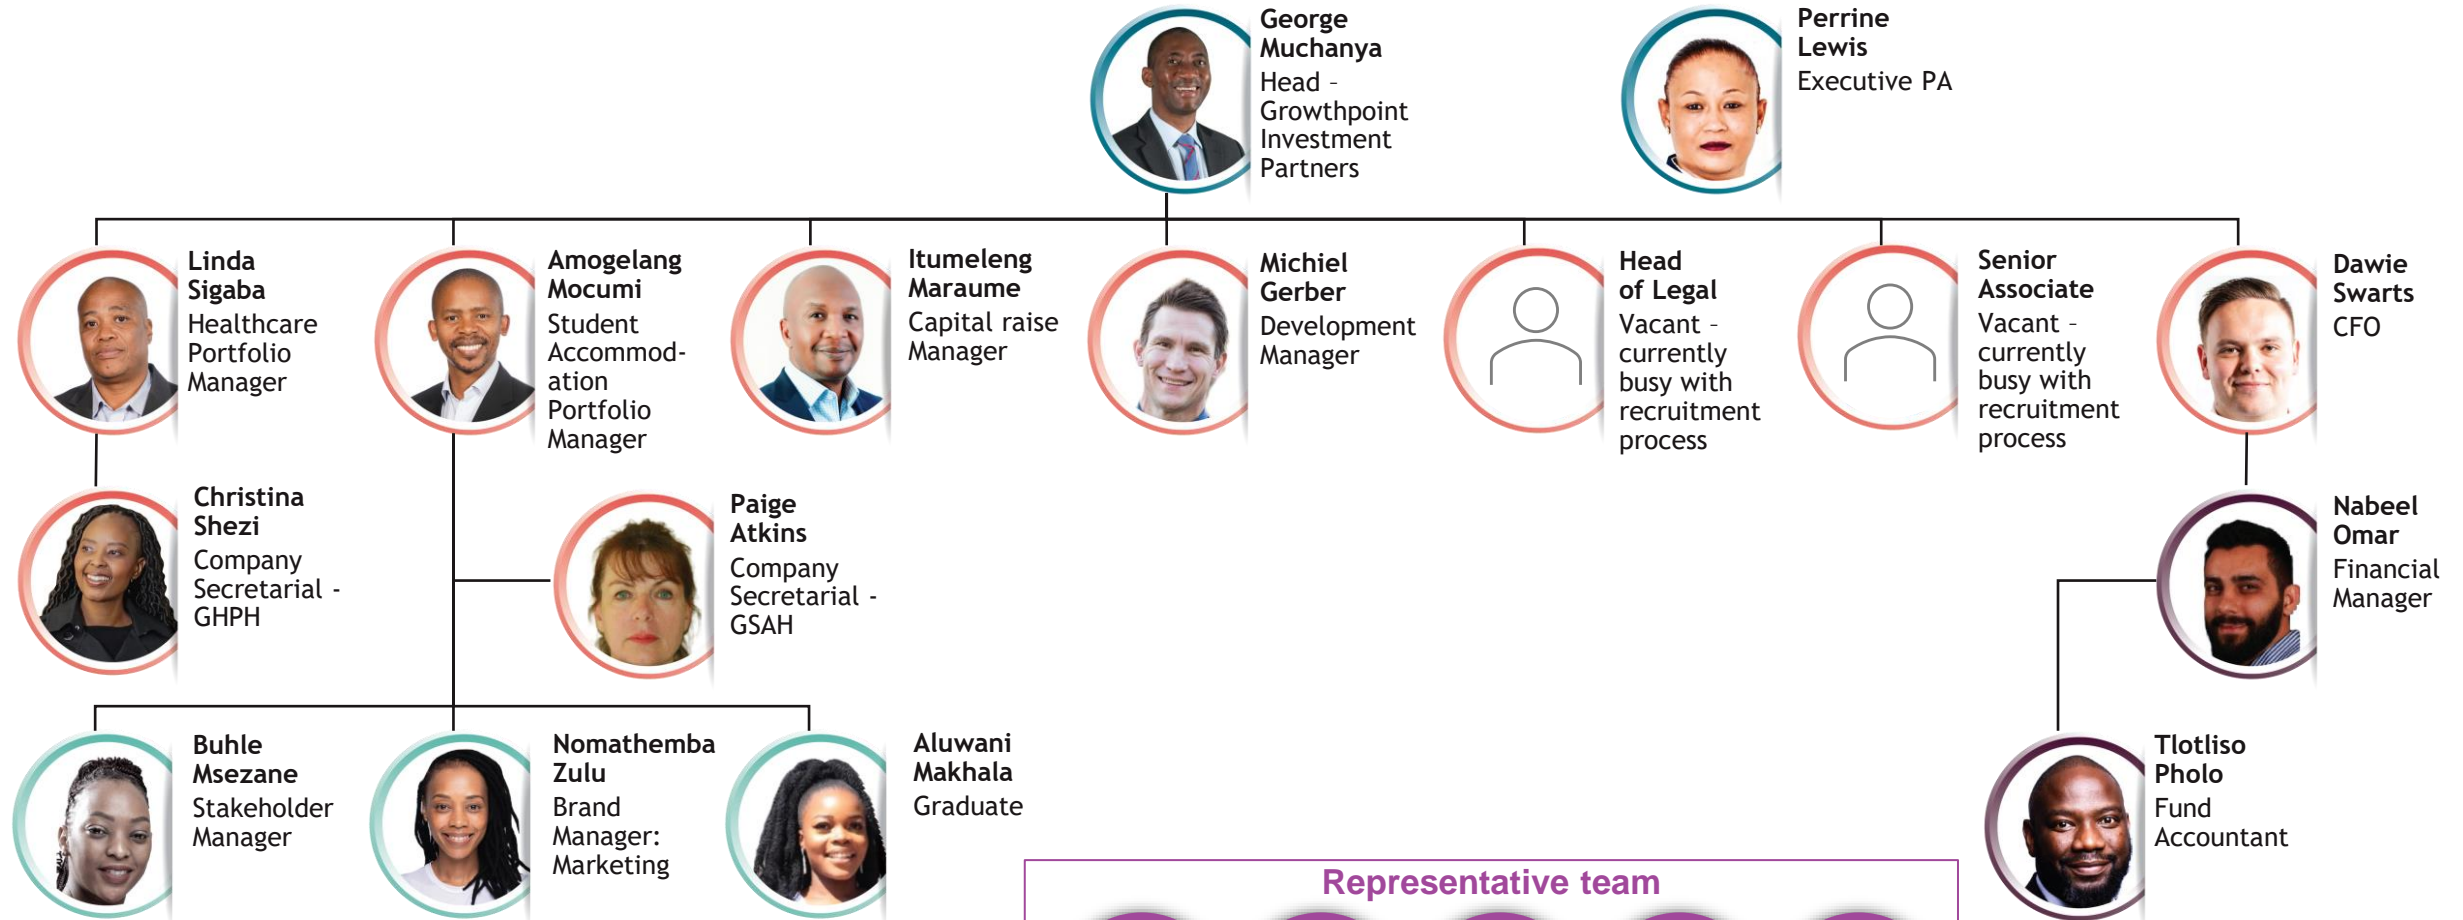 George
Muchanya
Head –
Growthpoint
Investment
Partners
Perrine
Lewis
Executive PA
Linda
Sigaba
Healthcare
Portfolio
Manager
Amogelang
Mocumi
Student
Accommod-
ation
Portfolio
Manager
Itumeleng
Maraume
Capital raise
Manager
Michiel
Gerber
Development
Manager
Head
of Legal
Vacant –
currently
busy with
recruitment
process
Senior
Associate
Vacant –
currently
busy with
recruitment
process
Dawie
Swarts
CFO
Christina
Shezi
Company
Secretarial -
GHPH
Paige
Atkins
Company
Secretarial -
GSAH
Nabeel
Omar
Financial
Manager
Buhle
Msezane
Stakeholder
Manager
Nomathemba
Zulu
Brand
Manager:
Marketing
Aluwani
Makhala
Graduate
Tlotliso
Pholo
Fund
Accountant
Representative team